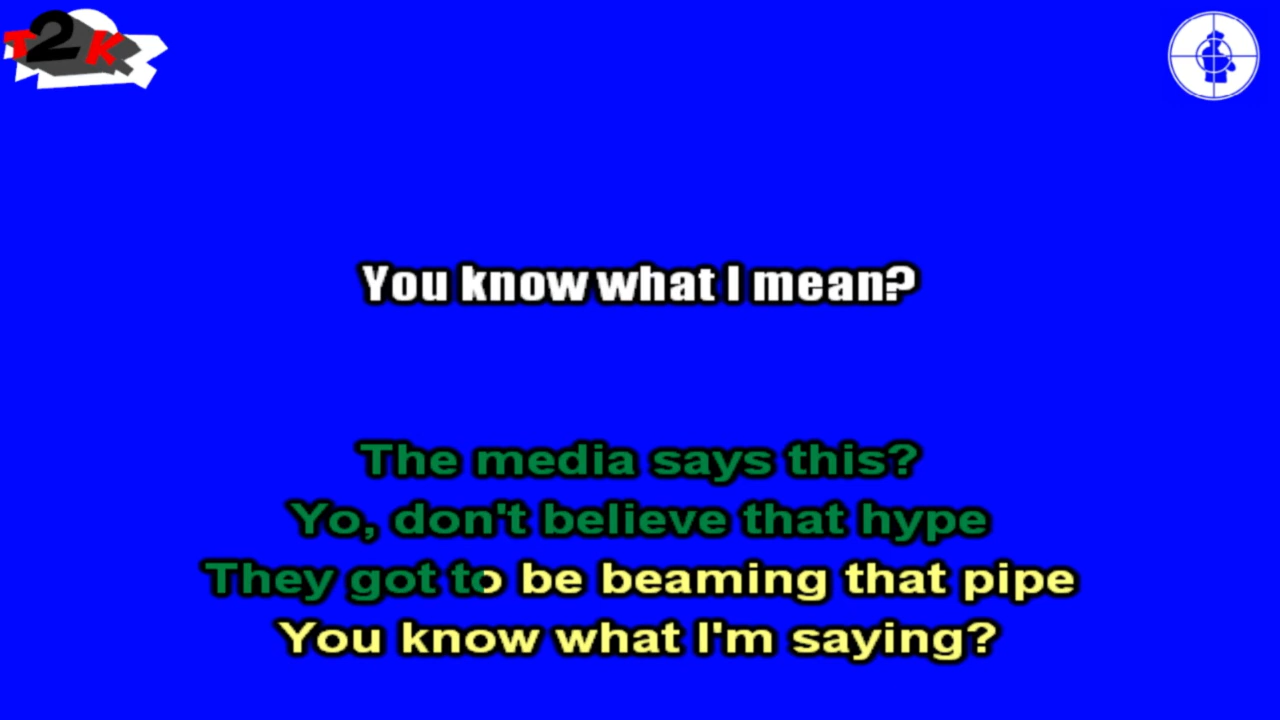 T2K
You know what I mean?
The media says this?
Yo, don't believe that hype
They got to be beaming that pipe
You know what I'm saying?